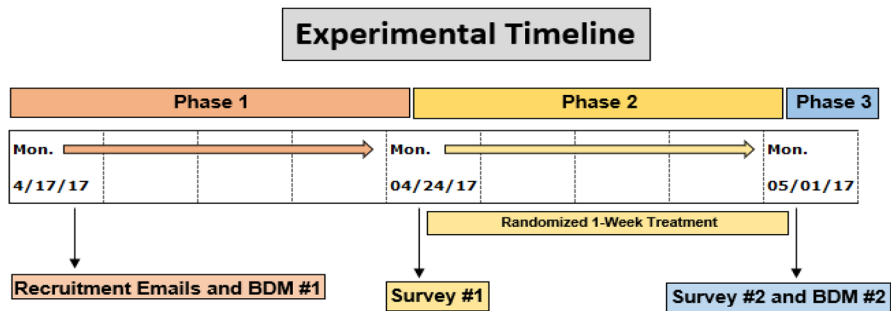 Experimental Timeline
Phase 1
Phase 2
Phase 3
Mon.
4/17/17
Mon.
04/24/17
Mon.
05/01/17
Randomized 1-Week Treatment
Recruitment Emails and BDM #1
Survey #1
Survey #2 and BDM #2